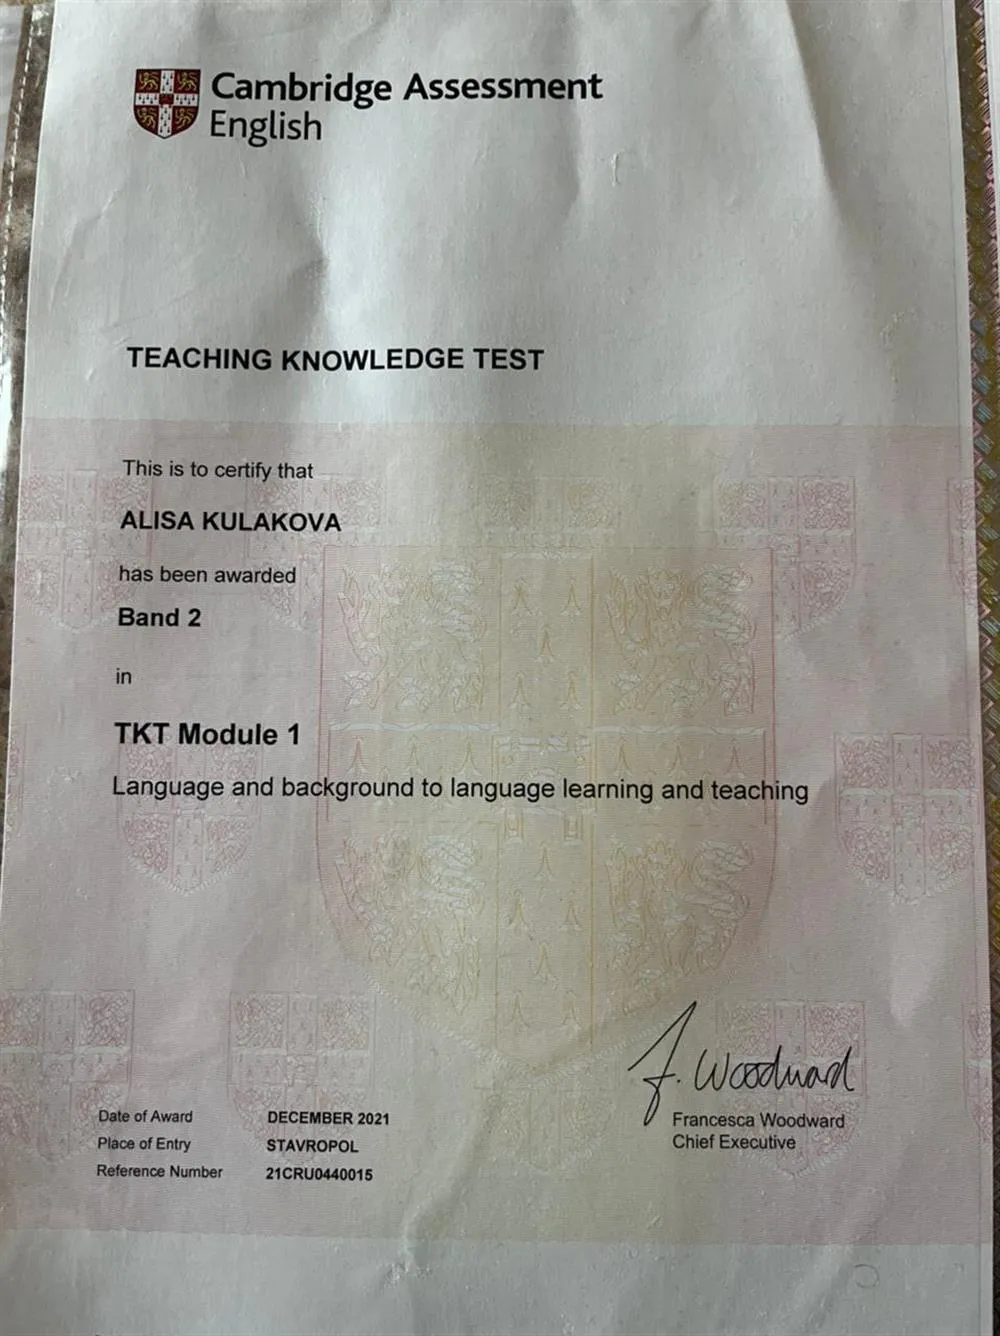 Cambridge Assessment
English
TEACHING KNOWLEDGE TEST
This is to certify that
ALISA KULAKOVA
has been awarded
Band 2
in
TKT Module 1
Language and background to language learning and teaching
F. Woodward
Francesca Woodward
Chief Executive
Date of Award DECEMBER 2021
Place of Entry STAVROPOL
Reference Number 21CRU0440015